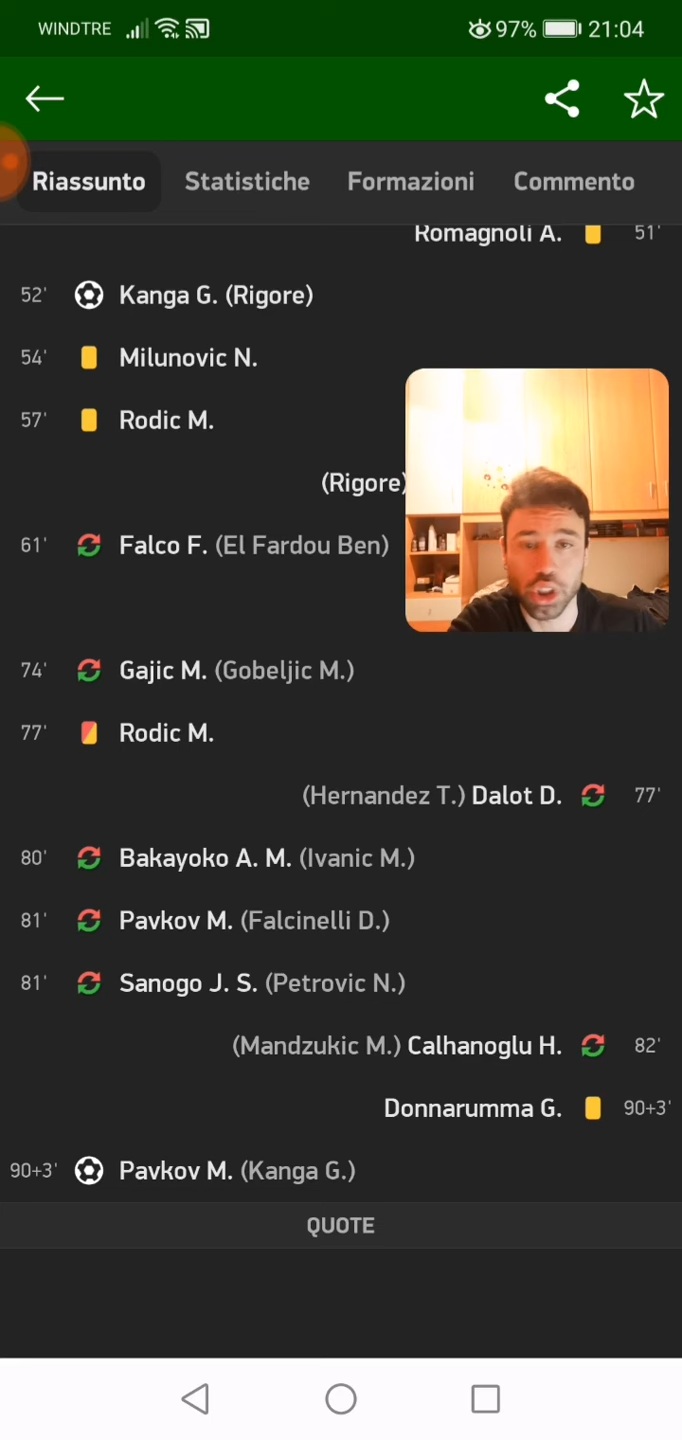 WINDTRE 97% 21:04
Riassunto Statistiche Formazioni Commento
Romagnoli A. 51'
52' Kanga G. (Rigore)
54' Milunovic N.
57' Rodic M.
(Rigore)
61' Falco F. (El Fardou Ben)
74' Gajic M. (Gobeljic M.)
77' Rodic M.
(Hernandez T.) Dalot D. 77'
80' Bakayoko A. M. (Ivanic M.)
81' Pavkov M. (Falcinelli D.)
81' Sanogo J. S. (Petrovic N.)
(Mandzukic M.) Calhanoglu H. 82'
Donnarumma G. 90+3'
90+3' Pavkov M. (Kanga G.)
QUOTE